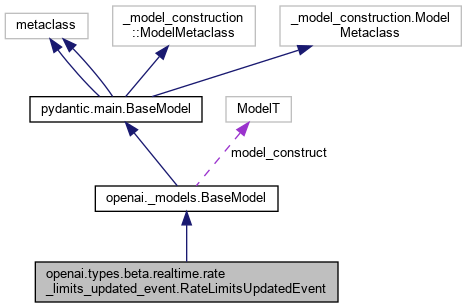 metaclass
_model_construction
::ModelMetaclass
_model_construction.Model
Metaclass
pydantic.main.BaseModel
ModelT
model_construct
openai._models.BaseModel
openai.types.beta.realtime.rate
_limits_updated_event.RateLimitsUpdatedEvent